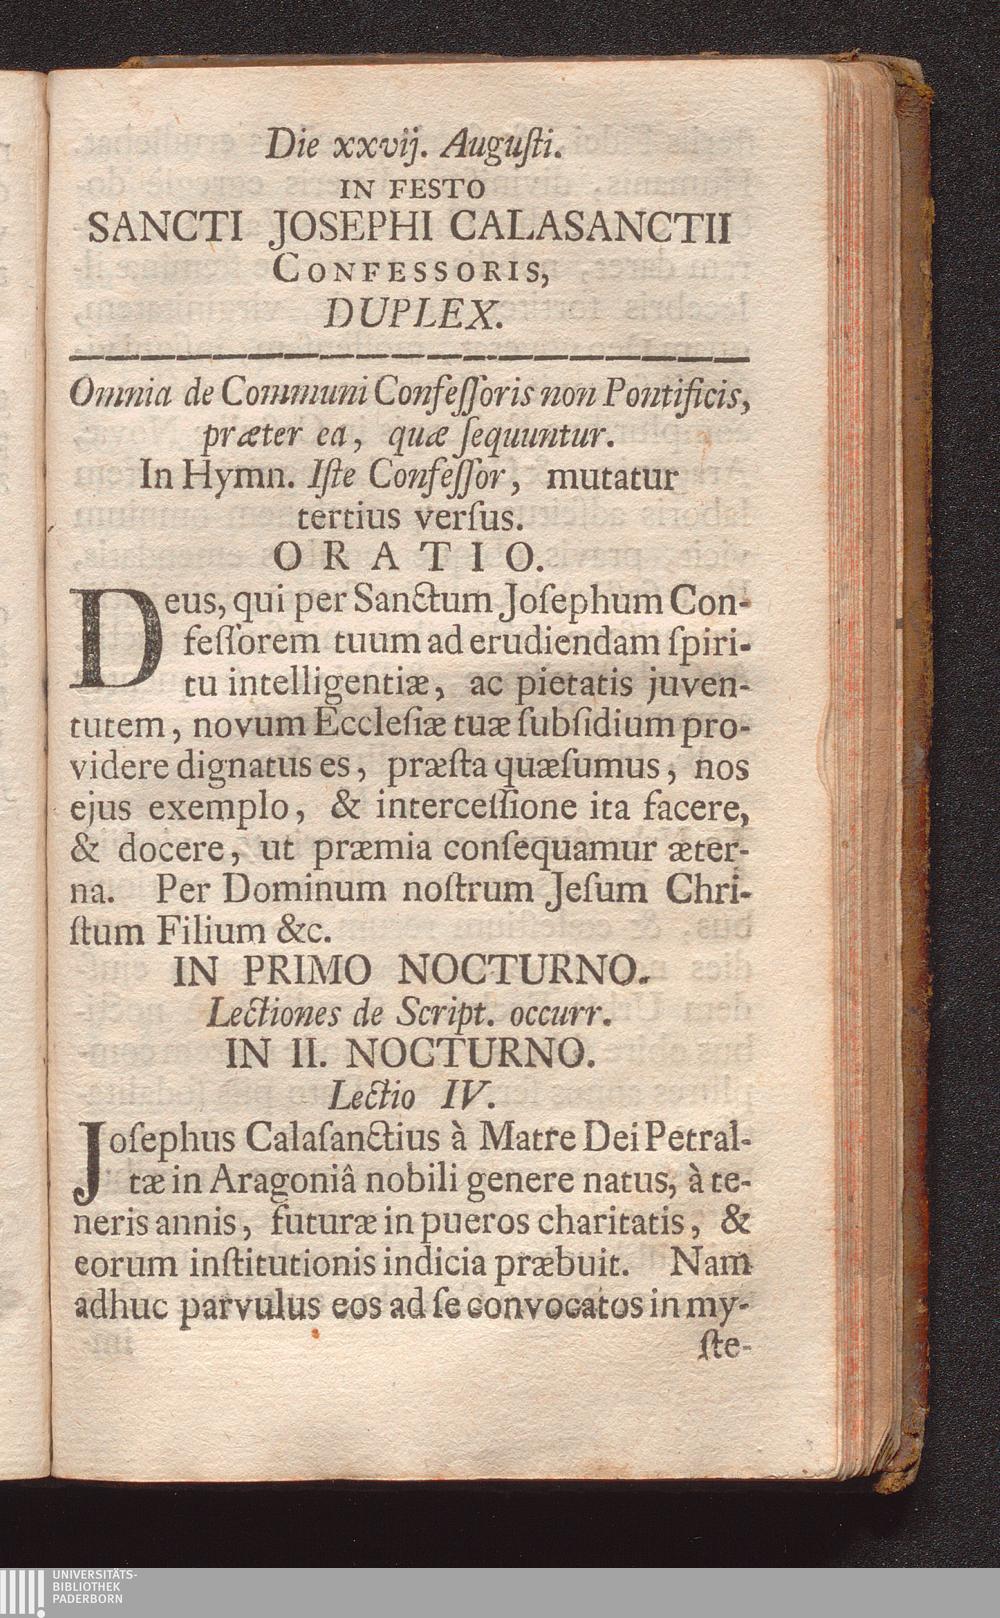 Die xxvij. Auguſti.
IN FESTO
SANCTI JOSEPHI CALASANCTII
CONFESSORIS,
DUPLEX.
Omnia de Communi Confeſſoris non Pontificis,
præter ea, quæ ſequuntur.
In Hymn. Iſte Confeſſor, mutatur
tertius verſus.
ORATIO.
Deus, qui per Sanctum Joſephum Con-
feſſorem tuum ad erudiendam ſpiri-
tu intelligentiæ, ac pietatis juven-
tutem, novum Eccleſiæ tuæ ſubſidium pro-
videre dignatus es, præſta quæſumus, nos
ejus exemplo, & interceſſione ita facere,
& docere, ut præmia conſequamur æter-
na. Per Dominum noſtrum Jeſum Chri-
ſtum Filium &c.
IN PRIMO NOCTURNO.
Lectiones de Script. occurr.
IN II. NOCTURNO.
Lectio IV.
Joſephus Calaſanctius à Matre Dei Petral-
tæ in Aragoniâ nobili genere natus, à te-
neris annis, futuræ in pueros charitatis, &
eorum inſtitutionis indicia præbuit. Nam
adhuc parvulus eos ad ſe convocatos in my-
ſte-
UNIVERSITÄTS-
BIBLIOTHEK
PADERBORN